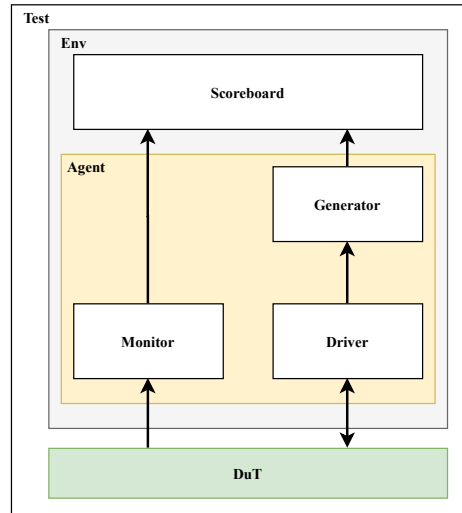 Test
Env
Scoreboard
Agent
Generator
Monitor
Driver
DuT